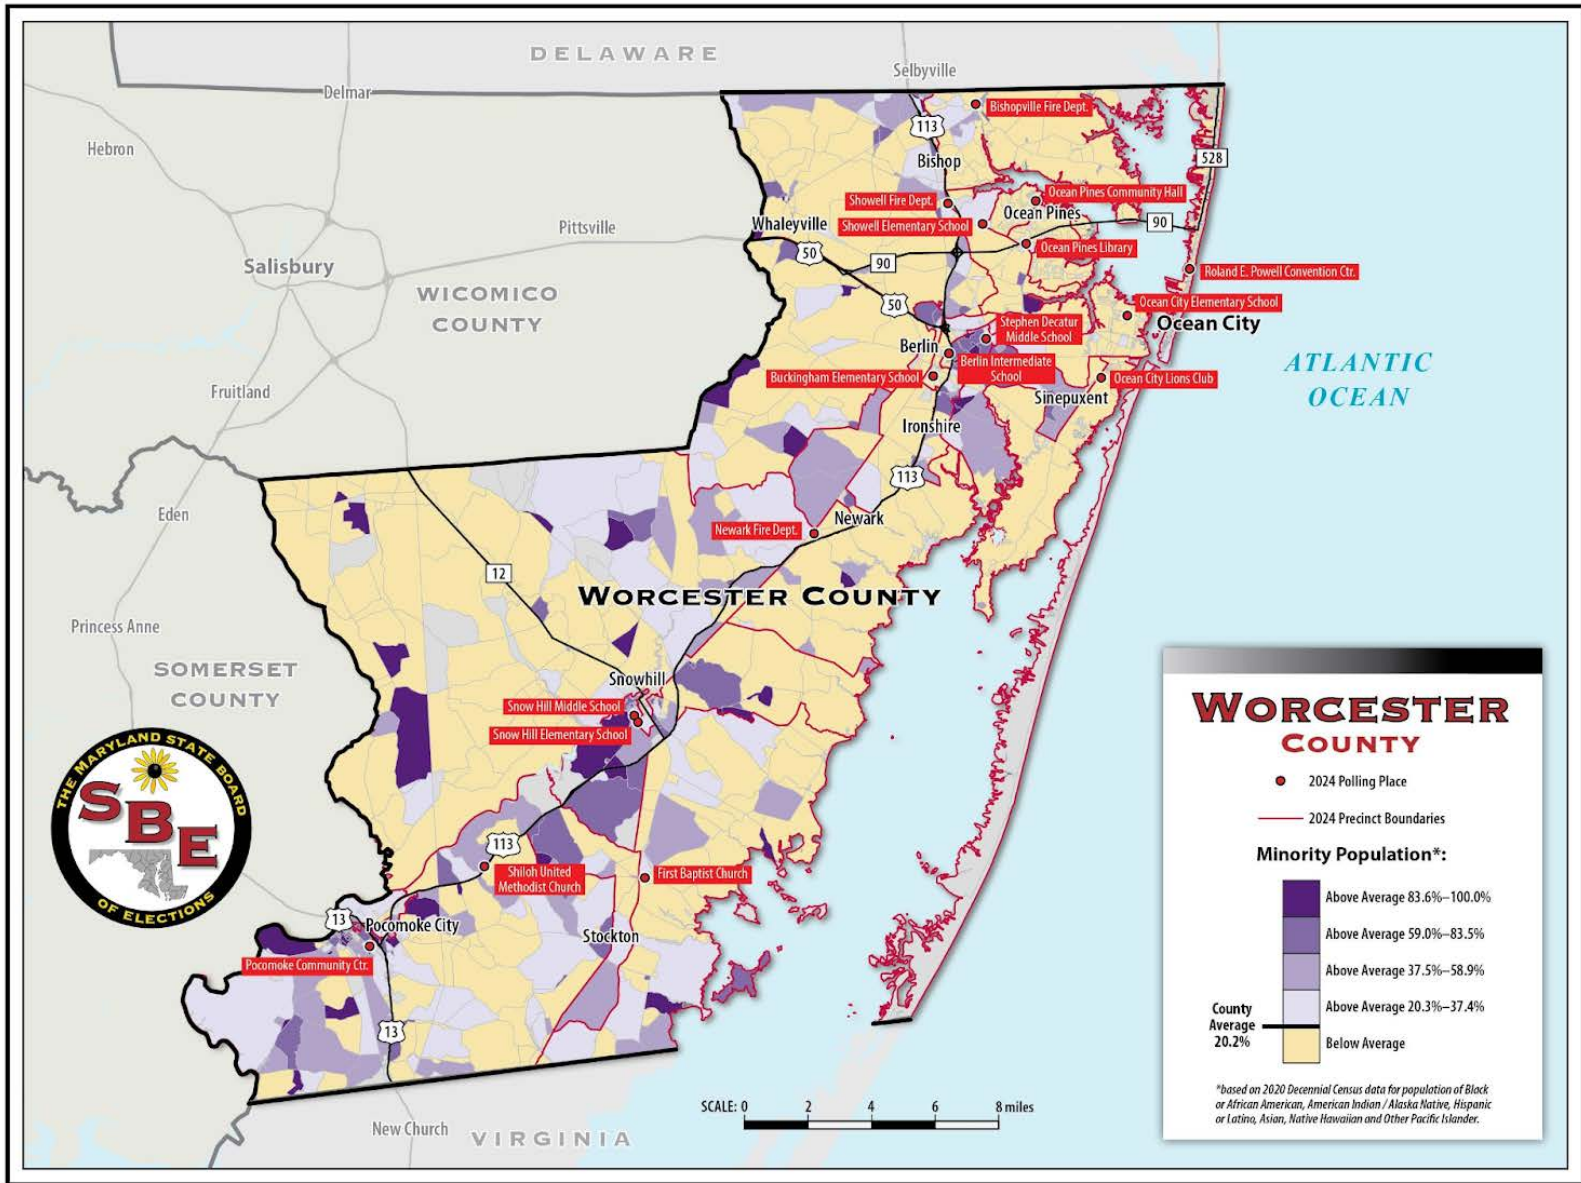 DELAWARE
Selbyville
Delmar
Bishopville Fire Dept.
113
Hebron
Bishop
528
Ocean Pines Community Hall
Showell Fire Dept.
Ocean Pines
Whaleyville
Pittsville
Showell Elementary School
90
Ocean Pines Library
50
90
Salisbury
Roland E. Powell Convention Ctr.
WICOMICO
COUNTY
50
Ocean City Elementary School
Ocean City
Stephen Decatur
Middle School
Berlin
Berlin Intermediate
School
ATLANTIC
OCEAN
Buckingham Elementary School
Ocean City Lions Club
Fruitland
Sinepuxent
Ironshire
113
Eden
Newark
Newark Fire Dept.
12
WORCESTER COUNTY
Princess Anne
SOMERSET
COUNTY
Snowhill
Snow Hill Middle School
Snow Hill Elementary School
THE MARYLAND STATE BOARD
SBE
OF ELECTIONS
113
Shiloh United
Methodist Church
First Baptist Church
13
Pocomoke City
Stockton
Pocomoke Community Ctr.
13
New Church
VIRGINIA
SCALE: 0 2 4 6 8 miles
WORCESTER
COUNTY
2024 Polling Place
2024 Precinct Boundaries
Minority Population*:
Above Average 83.6%–100.0%
Above Average 59.0%–83.5%
Above Average 37.5%–58.9%
Above Average 20.3%–37.4%
County
Average
20.2%
Below Average
*based on 2020 Decennial Census data for population of Black
or African American, American Indian / Alaska Native, Hispanic
or Latino, Asian, Native Hawaiian and Other Pacific Islander.